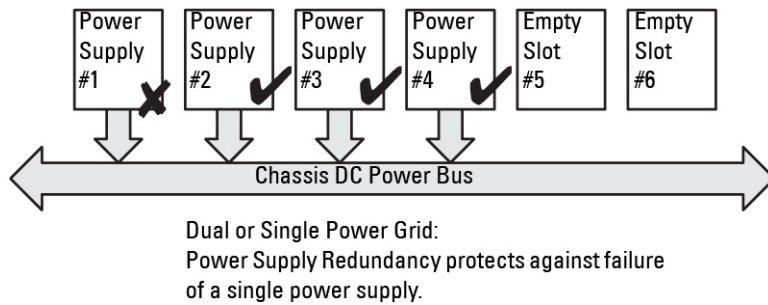 Power
Supply
#1
Power
Supply
#2
Power
Supply
#3
Power
Supply
#4
Empty
Slot
#5
Empty
Slot
#6
Chassis DC Power Bus
Dual or Single Power Grid:
Power Supply Redundancy protects against failure
of a single power supply.